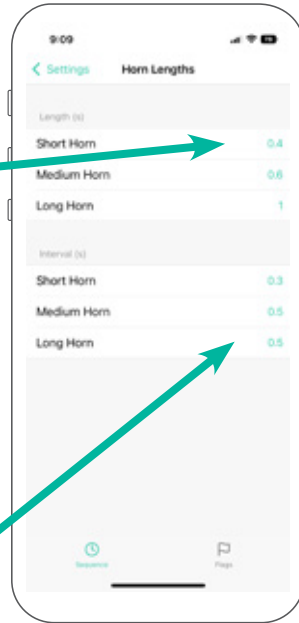 9:09
Settings Horn Lengths
Length (s)
Short Horn 0.4
Medium Horn 0.6
Long Horn 1
Interval (s)
Short Horn 0.3
Medium Horn 0.5
Long Horn 0.5
Sequence Flags